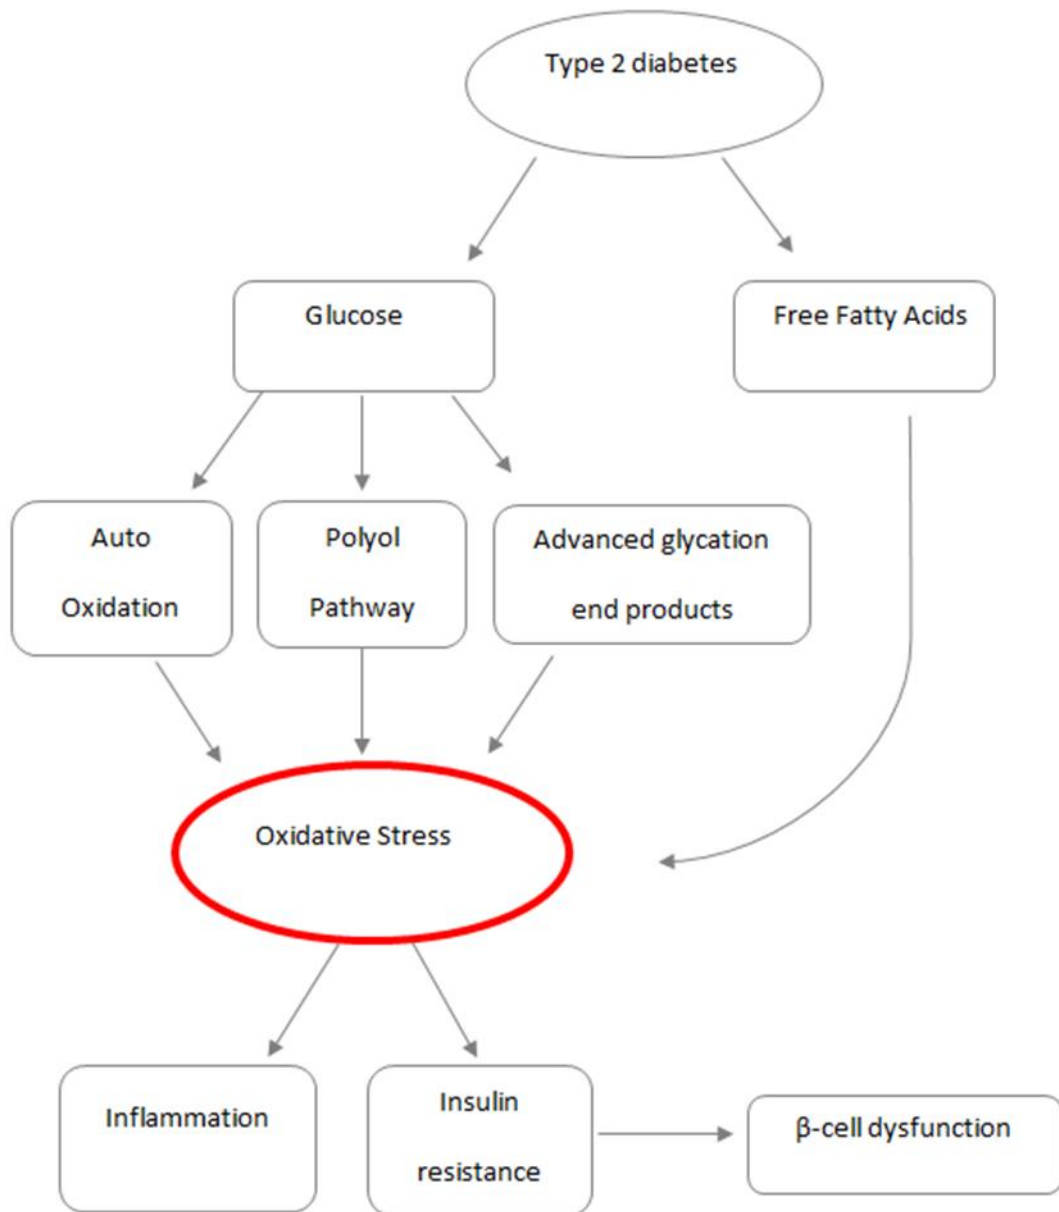 Type 2 diabetes
Glucose
Free Fatty Acids
Auto
Oxidation
Polyol
Pathway
Advanced glycation
end products
Oxidative Stress
Inflammation
Insulin
resistance
β-cell dysfunction